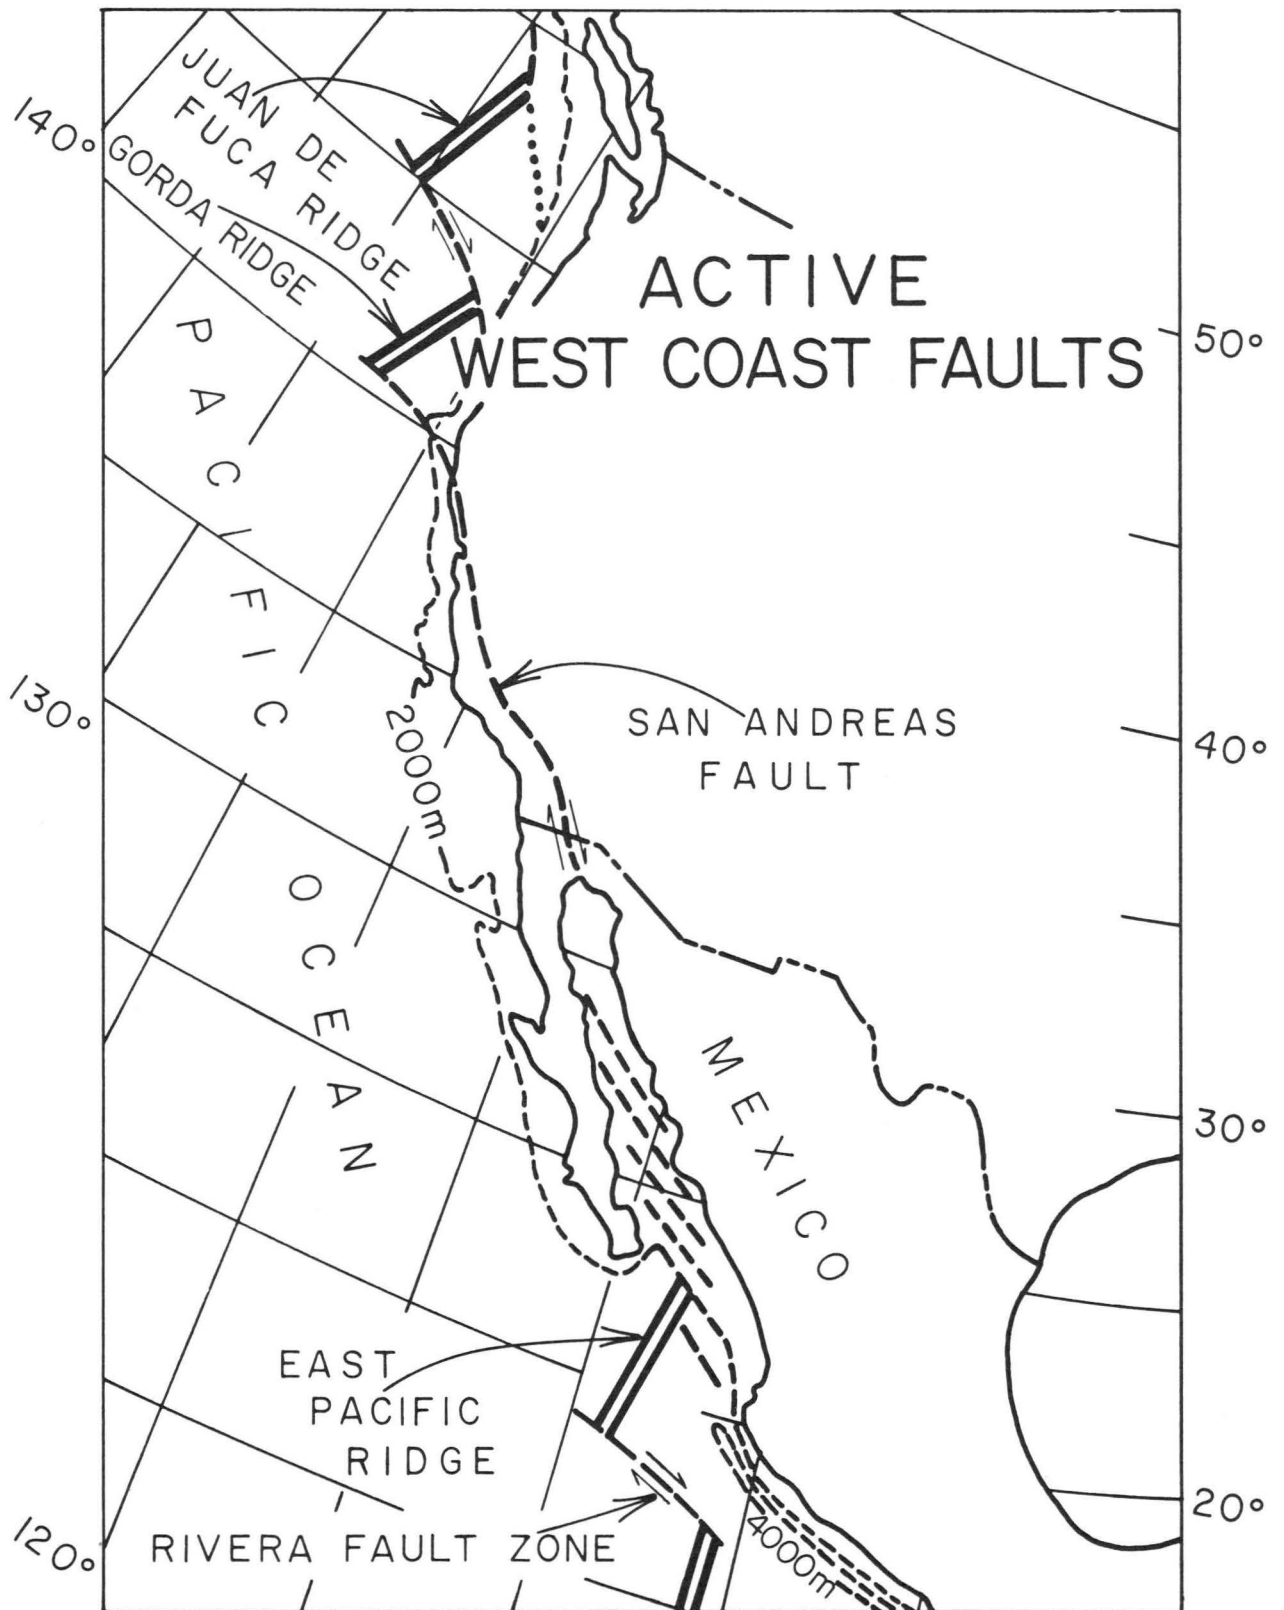 JUAN DE
FUCA RIDGE
140°
GORDA RIDGE
ACTIVE
WEST COAST FAULTS
50°
PACIFIC
OCEAN
130°
2000m
SAN ANDREAS
FAULT
40°
MEXICO
30°
EAST
PACIFIC
RIDGE
20°
RIVERA FAULT ZONE
4000m
120°